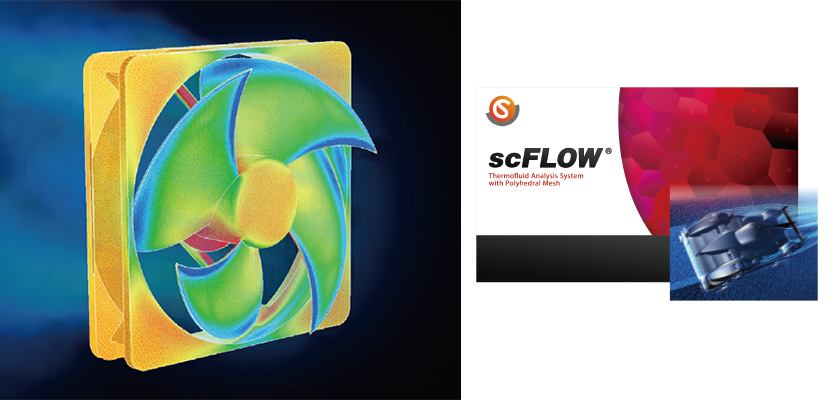 scFLOW®
Thermofluid Analysis System
with Polyhedral Mesh